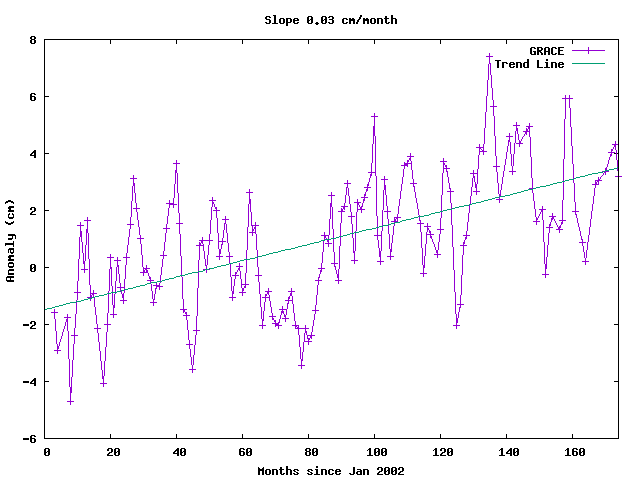 Slope 0.03 cm/month
8
GRACE
Trend Line
6
4
2
0
-2
-4
-6
Anomaly (cm)
0 20 40 60 80 100 120 140 160
Months since Jan 2002